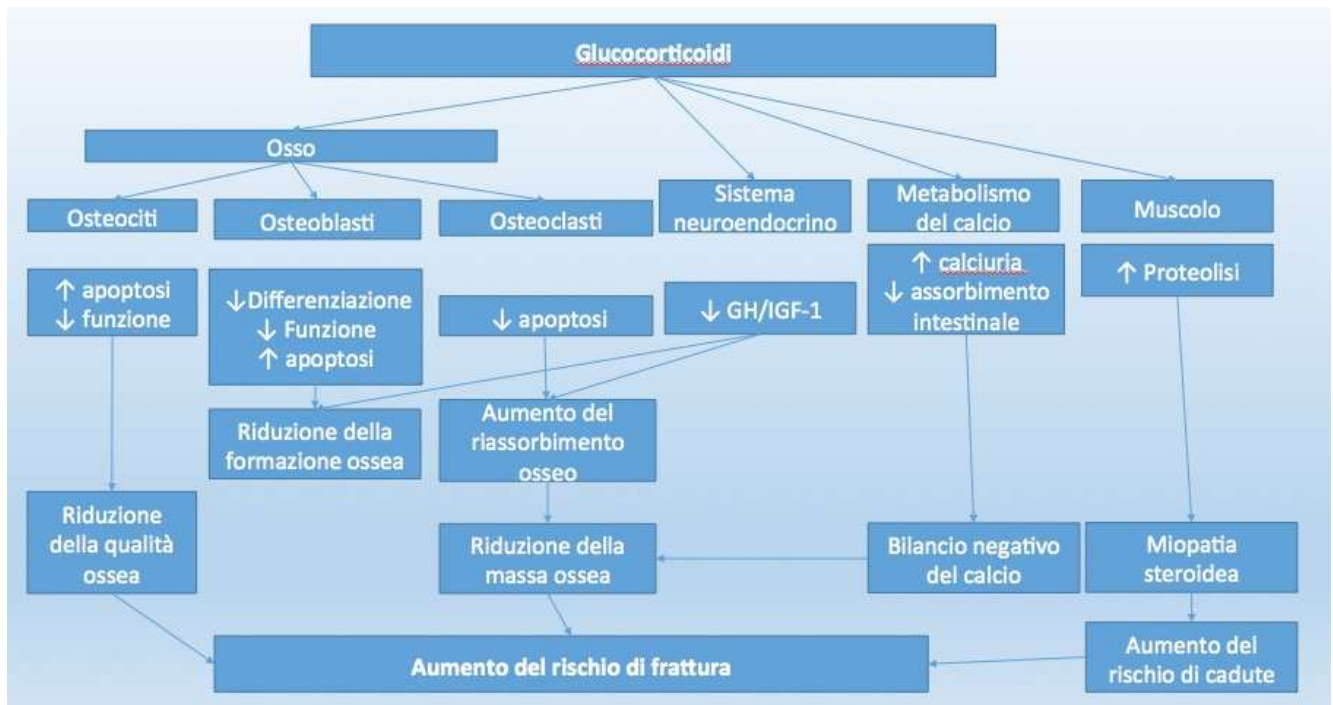 Glucocorticoidi
Osso
Osteociti
Osteoblasti
Osteoclasti
Sistema
neuroendocrino
Metabolismo
del calcio
Muscolo
↑ apoptosi
↓ funzione
↓Differenziazione
↓ Funzione
↑ apoptosi
↓ apoptosi
↓ GH/IGF-1
↑ calciuria
↓ assorbimento
intestinale
↑ Proteolisi
Riduzione della
formazione ossea
Aumento del
riassorbimento
osseo
Riduzione
della qualità
ossea
Riduzione della
massa ossea
Bilancio negativo
del calcio
Miopatia
steroidea
Aumento del rischio di frattura
Aumento del
rischio di cadute